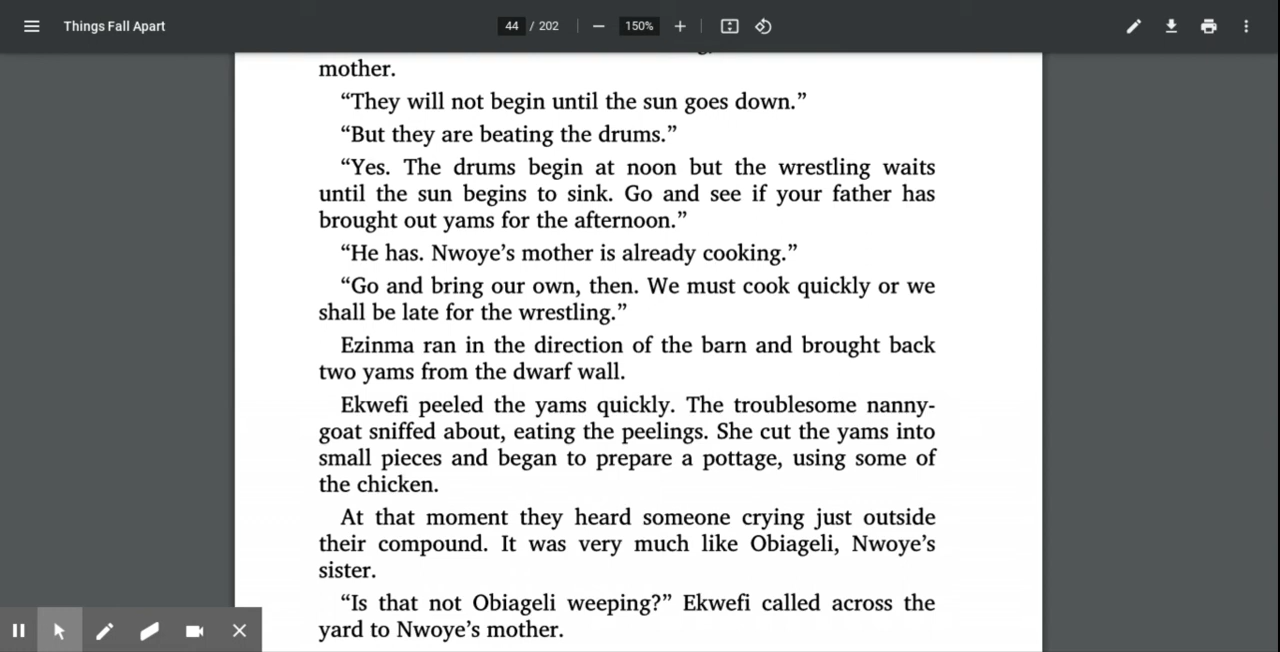 Things Fall Apart
44 / 202
150%
mother.
“They will not begin until the sun goes down.”
“But they are beating the drums.”
“Yes. The drums begin at noon but the wrestling waits
until the sun begins to sink. Go and see if your father has
brought out yams for the afternoon.”
“He has. Nwoye’s mother is already cooking.”
“Go and bring our own, then. We must cook quickly or we
shall be late for the wrestling.”
Ezinma ran in the direction of the barn and brought back
two yams from the dwarf wall.
Ekwefi peeled the yams quickly. The troublesome nanny-
goat sniffed about, eating the peelings. She cut the yams into
small pieces and began to prepare a pottage, using some of
the chicken.
At that moment they heard someone crying just outside
their compound. It was very much like Obiageli, Nwoye’s
sister.
“Is that not Obiageli weeping?” Ekwefi called across the
yard to Nwoye’s mother.